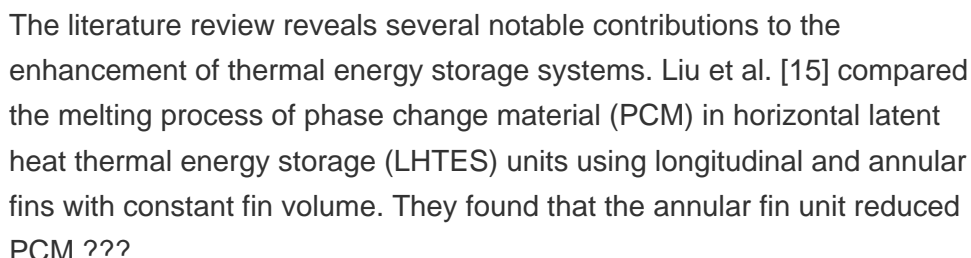 The literature review reveals several notable contributions to the
enhancement of thermal energy storage systems. Liu et al. [15] compared
the melting process of phase change material (PCM) in horizontal latent
heat thermal energy storage (LHTES) units using longitudinal and annular
fins with constant fin volume. They found that the annular fin unit reduced
PCM ???